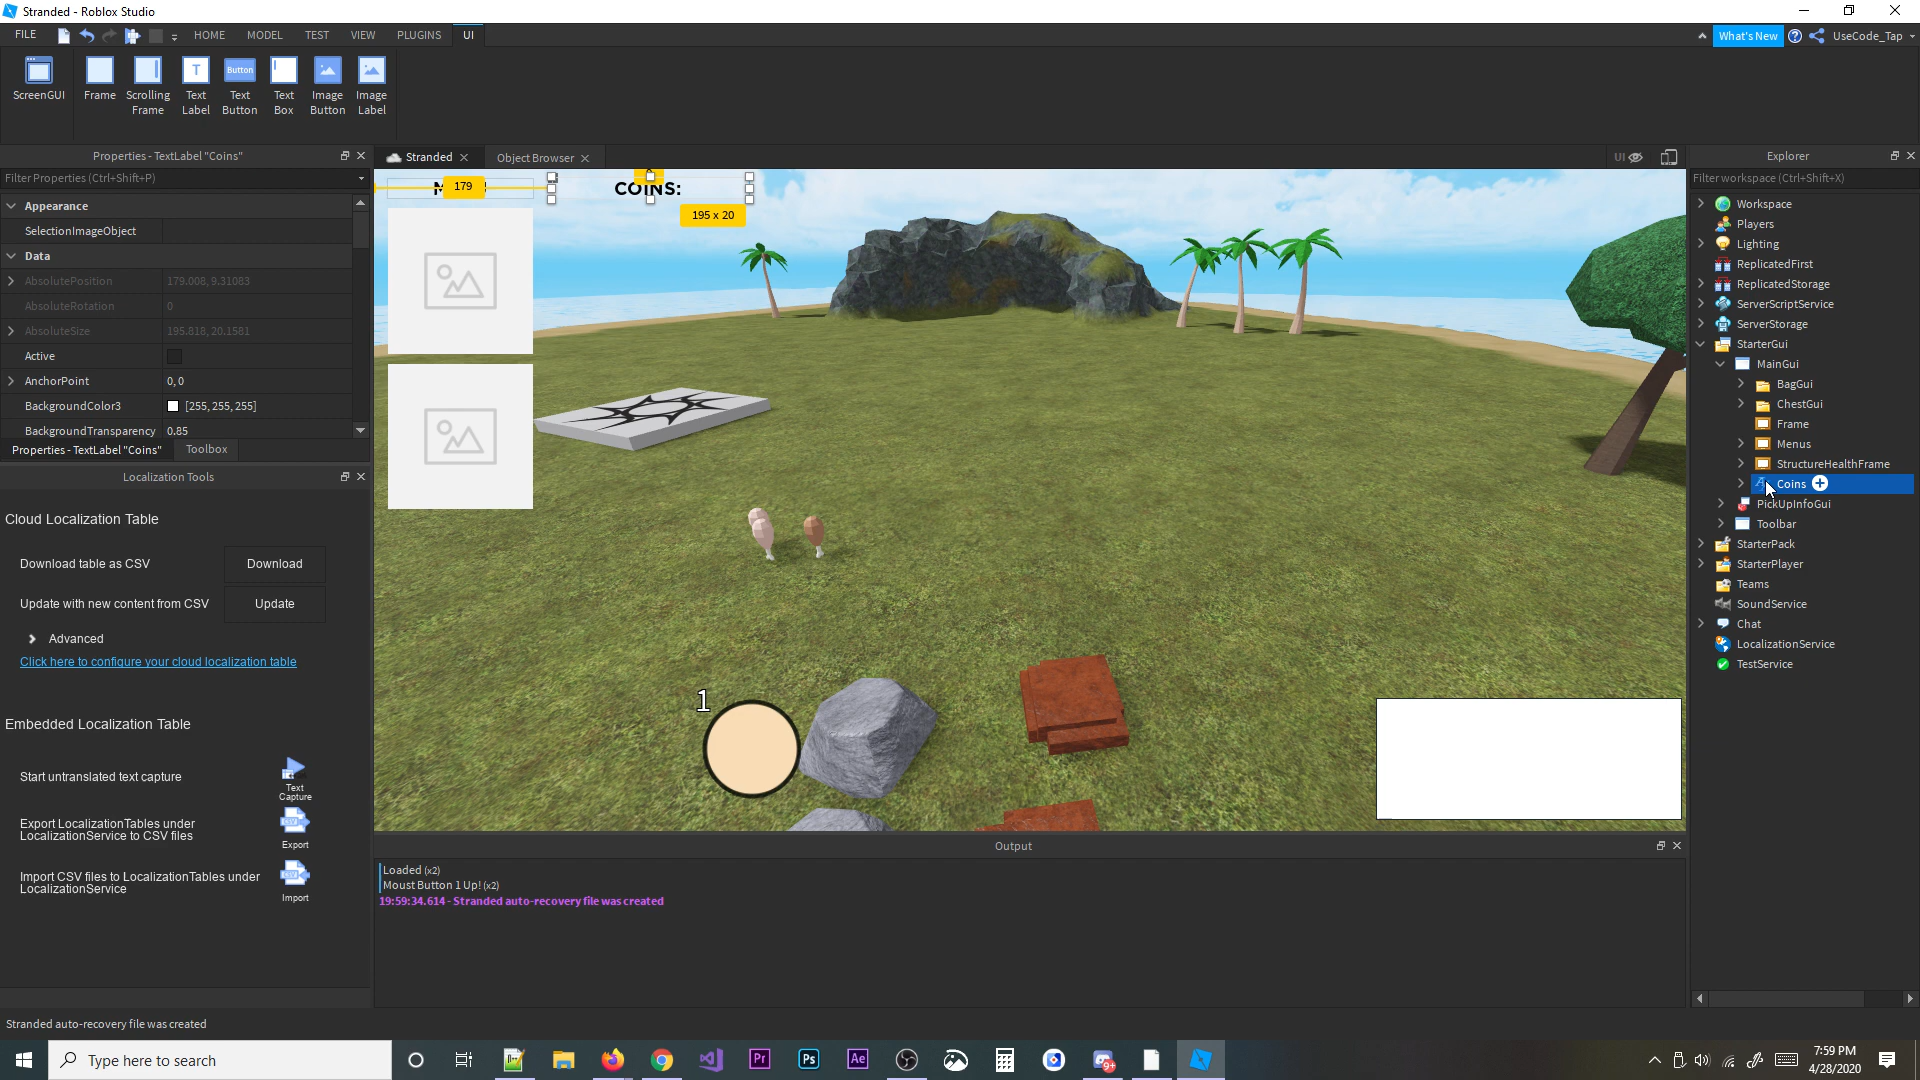 Stranded - Roblox Studio
FILE
HOME
MODEL
TEST
VIEW
PLUGINS
UI
What's New
UseCode_Tap
ScreenGUI
Frame
Scrolling Frame
Text Label
Button
Text Button
Text Box
Image Button
Image Label
Properties - TextLabel "Coins"
Filter Properties (Ctrl+Shift+P)
Appearance
SelectionImageObject
Data
AbsolutePosition 179.008, 9.31083
AbsoluteRotation 0
AbsoluteSize 195.818, 20.1581
Active
AnchorPoint 0, 0
BackgroundColor3 [255, 255, 255]
BackgroundTransparency 0.85
Properties - TextLabel "Coins"
Toolbox
Localization Tools
Cloud Localization Table
Download table as CSV
Download
Update with new content from CSV
Update
Advanced
Click here to configure your cloud localization table
Embedded Localization Table
Start untranslated text capture
Text Capture
Export LocalizationTables under
LocalizationService to CSV files
Export
Import CSV files to LocalizationTables under
LocalizationService
Import
Stranded auto-recovery file was created
Stranded
Object Browser
UI
179
COINS:
195 x 20
1
Output
Loaded (x2)
Moust Button 1 Up! (x2)
19:59:34.614 - Stranded auto-recovery file was created
Explorer
Filter workspace (Ctrl+Shift+X)
Workspace
Players
Lighting
ReplicatedFirst
ReplicatedStorage
ServerScriptService
ServerStorage
StarterGui
MainGui
BagGui
ChestGui
Frame
Menus
StructureHealthFrame
Coins
PickUpInfoGui
Toolbar
StarterPack
StarterPlayer
Teams
SoundService
Chat
LocalizationService
TestService
Type here to search
Pr
Ps
Ae
9+
7:59 PM
4/28/2020